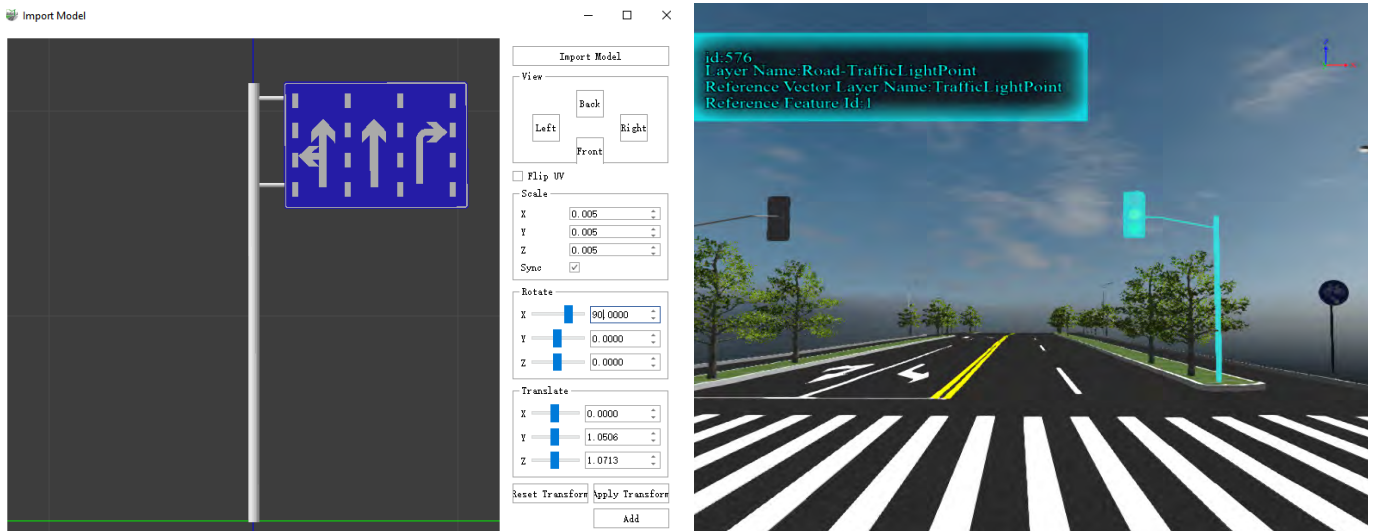 Import Model
Import Model
View
Back
Left
Right
Front
Flip UV
Scale
X
0.005
Y
0.005
Z
0.005
Sync
Rotate
X
90.0000
Y
0.0000
Z
0.0000
Translate
X
0.0000
Y
1.0506
Z
1.0713
Reset Transform
Apply Transform
Add
id:576
Layer Name:Road-TrafficLightPoint
Reference Vector Layer Name:TrafficLightPoint
Reference Feature Id:1